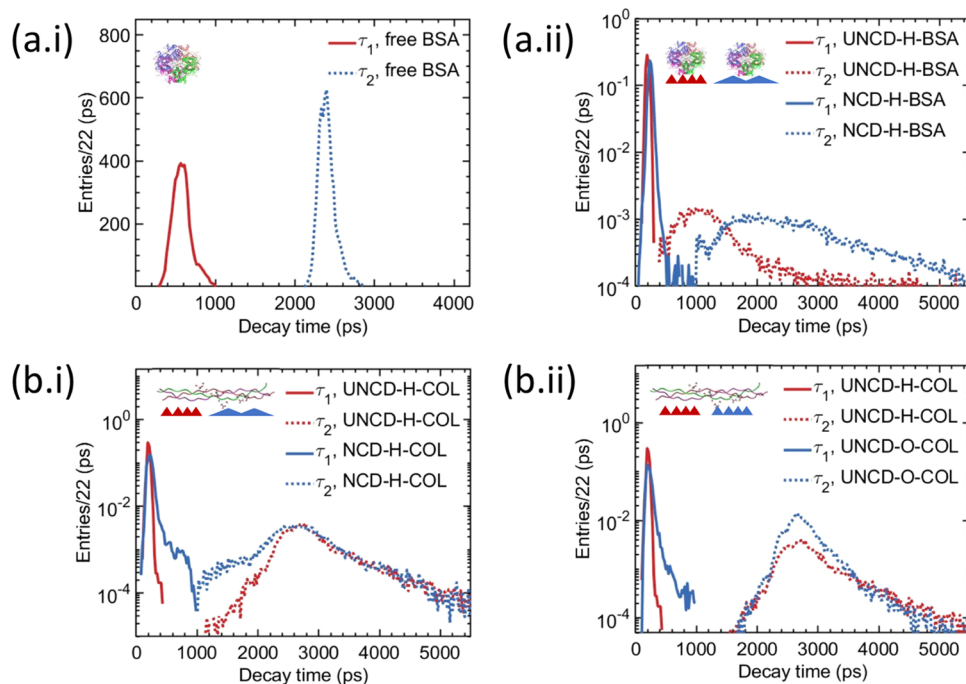 (a.i)
800
600
400
200
Entries/22 (ps)
τ1, free BSA
τ2, free BSA
0
1000
2000
3000
4000
Decay time (ps)
(a.ii)
10^0
10^-1
10^-2
10^-3
10^-4
Entries/22 (ps)
τ1, UNCD-H-BSA
τ2, UNCD-H-BSA
τ1, NCD-H-BSA
τ2, NCD-H-BSA
0
1000
2000
3000
4000
5000
Decay time (ps)
(b.i)
10^0
10^-2
10^-4
Entries/22 (ps)
τ1, UNCD-H-COL
τ2, UNCD-H-COL
τ1, NCD-H-COL
τ2, NCD-H-COL
0
1000
2000
3000
4000
5000
Decay time (ps)
(b.ii)
10^0
10^-2
10^-4
Entries/22 (ps)
τ1, UNCD-H-COL
τ2, UNCD-H-COL
τ1, UNCD-O-COL
τ2, UNCD-O-COL
0
1000
2000
3000
4000
5000
Decay time (ps)